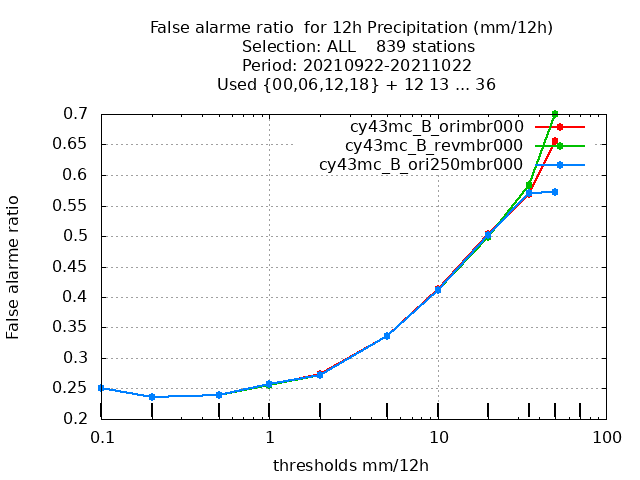 False alarme ratio  for 12h Precipitation (mm/12h)
Selection: ALL    839 stations
Period: 20210922-20211022
Used {00,06,12,18} + 12 13 ... 36
0.7
cy43mc_B_orimbr000
0.65
cy43mc_B_revmbr000
cy43mc_B_ori250mbr000
0.6
0.55
0.5
0.45
0.4
0.35
0.3
0.25
0.2
False alarme ratio
0.1 1 10 100
thresholds mm/12h